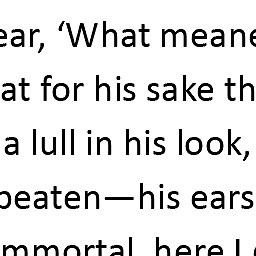 ear, ‘What meane
at for his sake th
a lull in his look,
beaten—his ears
mmortal, here I